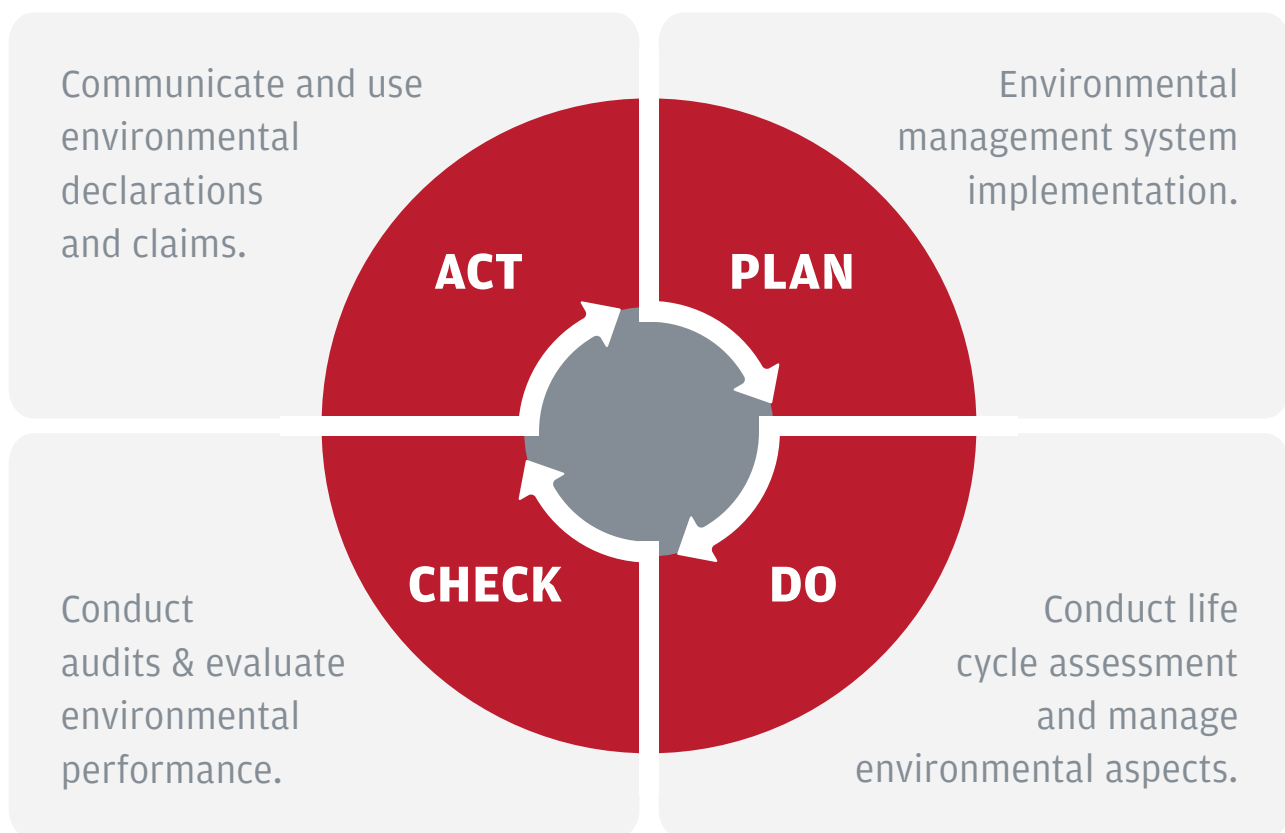 Communicate and use
environmental
declarations
and claims.
Environmental
management system
implementation.
ACT
PLAN
CHECK
DO
Conduct
audits & evaluate
environmental
performance.
Conduct life
cycle assessment
and manage
environmental aspects.